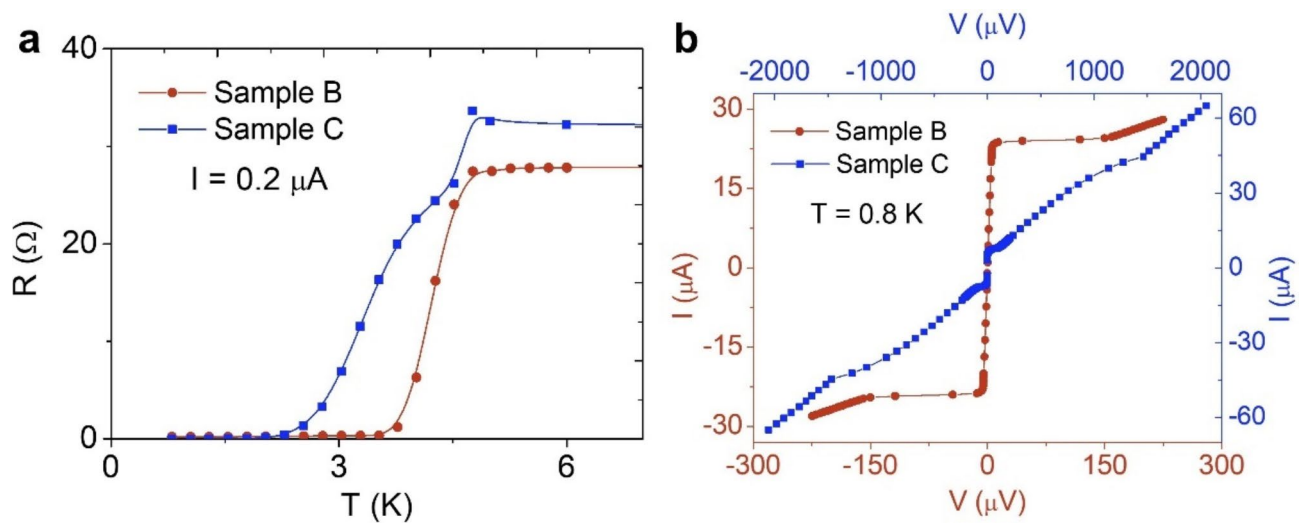 a
40
20
0
R (Ω)
Sample B
Sample C
I = 0.2 μA
0 3 6
T (K)
b
V (μV)
-2000 -1000 0 1000 2000
30
15
0
-15
-30
I (μA)
Sample B
Sample C
T = 0.8 K
60
30
0
-30
-60
I (μA)
-300 -150 0 150 300
V (μV)